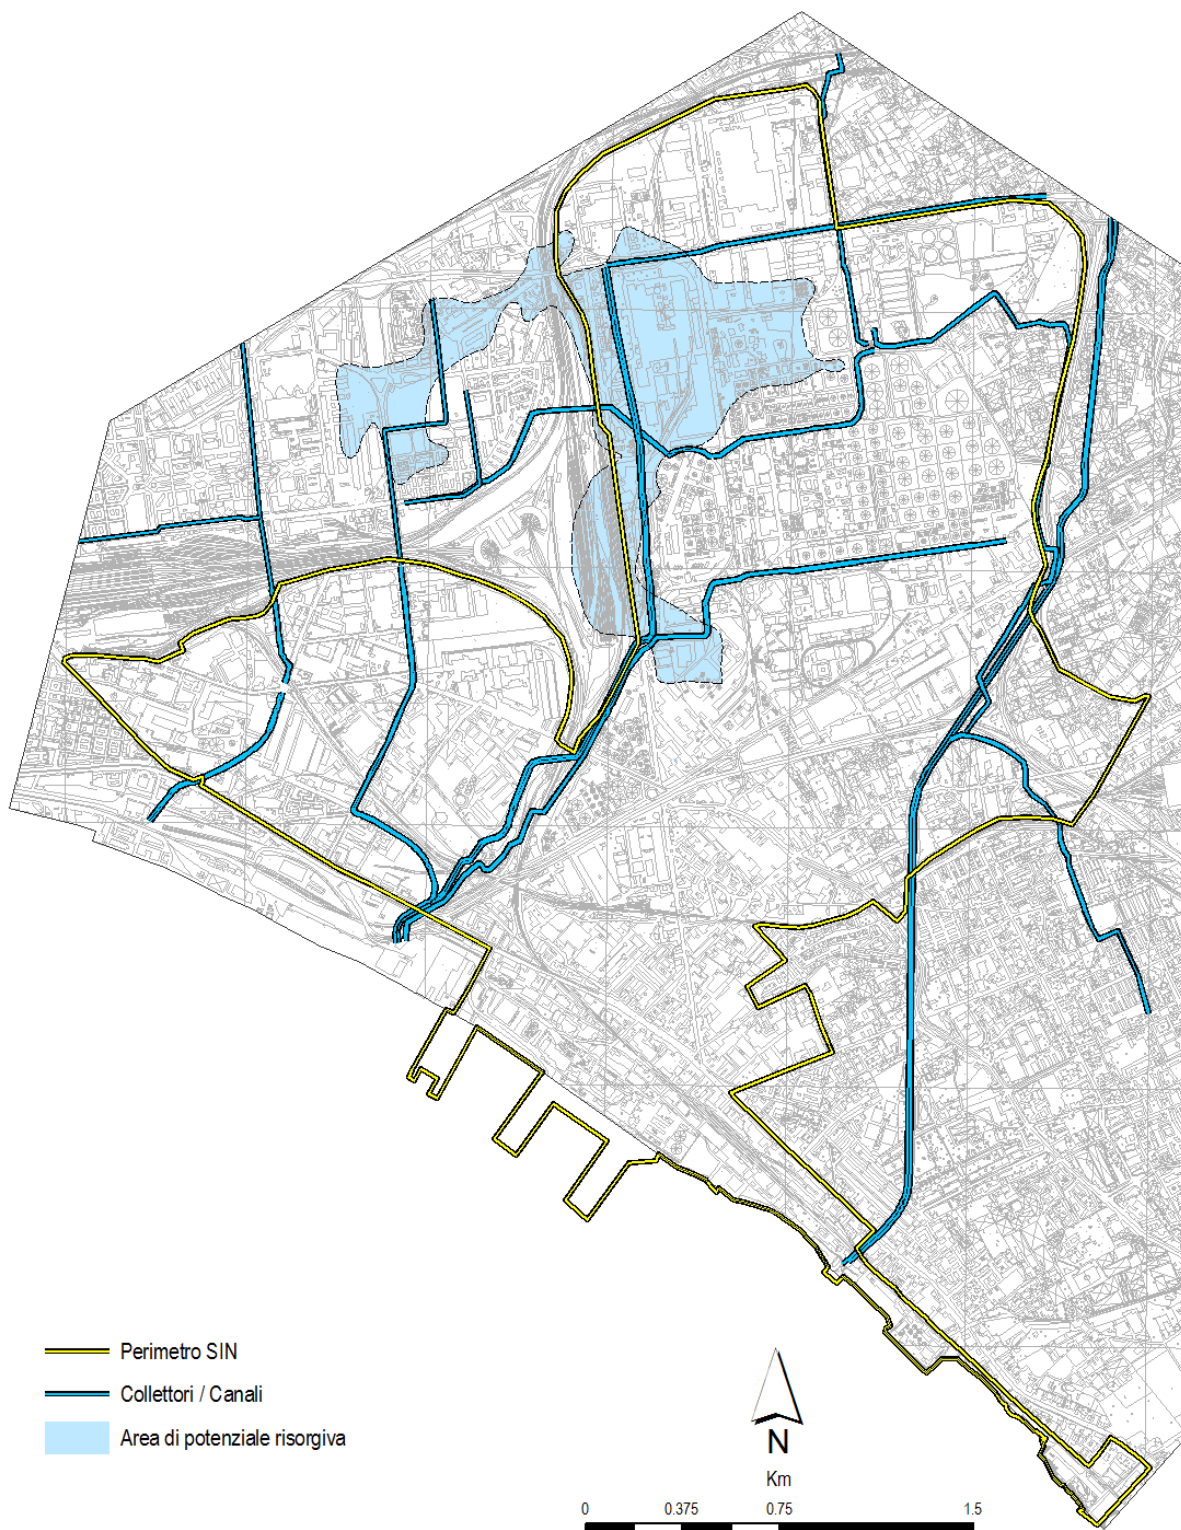 Perimetro SIN
Collettori / Canali
Area di potenziale risorgiva
N
Km
0 0.375 0.75 1.5